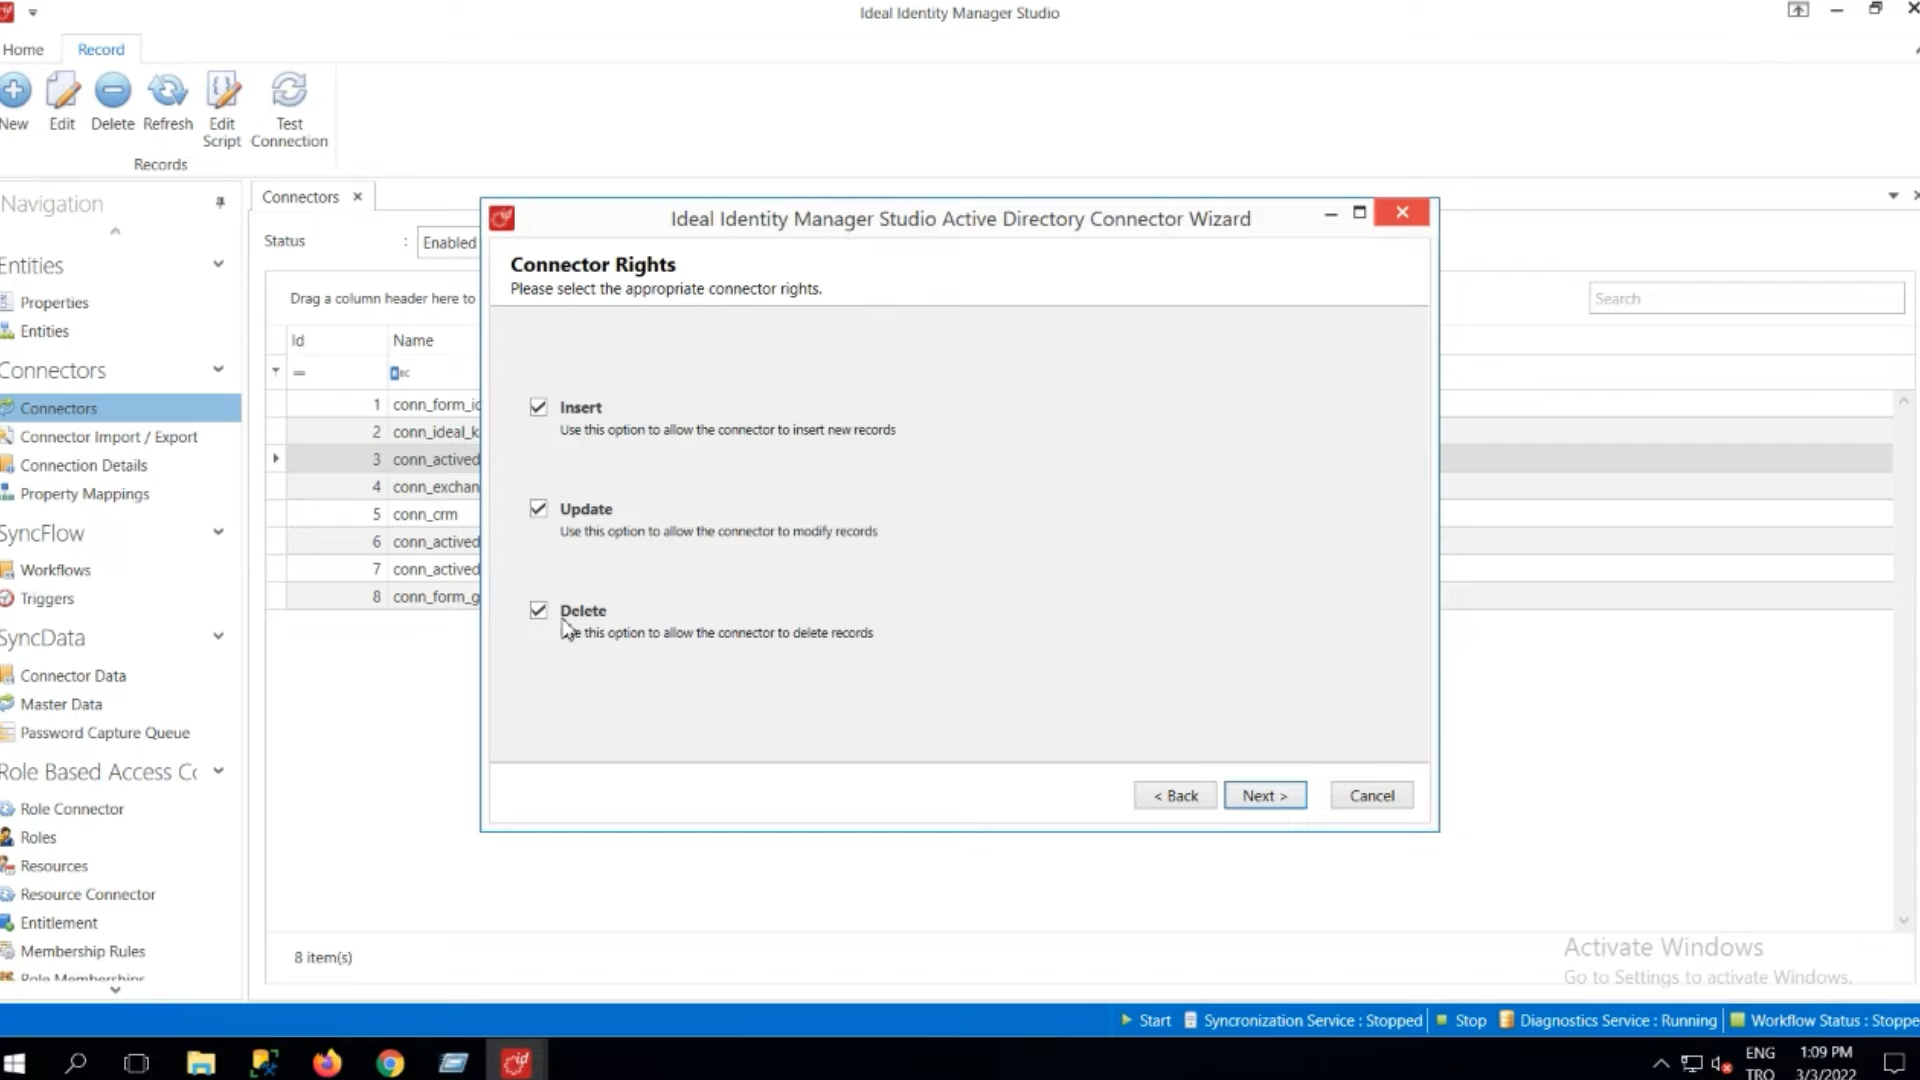 Ideal Identity Manager Studio
Home
Record
New
Edit
Delete
Refresh
Edit Script
Test Connection
Records
Navigation
Entities
Properties
Entities
Connectors
Connectors
Connector Import / Export
Connection Details
Property Mappings
SyncFlow
Workflows
Triggers
SyncData
Connector Data
Master Data
Password Capture Queue
Role Based Access Cc
Role Connector
Roles
Resources
Resource Connector
Entitlement
Membership Rules
Role Memberships
Connectors
Status : Enabled
Drag a column header here to
Search
Id Name
1 conn_form_ic
2 conn_ideal_k
3 conn_actived
4 conn_exchan
5 conn_crm
6 conn_actived
7 conn_actived
8 conn_form_g
8 item(s)
Ideal Identity Manager Studio Active Directory Connector Wizard
Connector Rights
Please select the appropriate connector rights.
Insert
Use this option to allow the connector to insert new records
Update
Use this option to allow the connector to modify records
Delete
this option to allow the connector to delete records
< Back
Next >
Cancel
Activate Windows
Go to Settings to activate Windows.
Start
Syncronization Service : Stopped
Stop
Diagnostics Service : Running
Workflow Status : Stoppe
id
ENG
TRQ
1:09 PM
3/3/2022